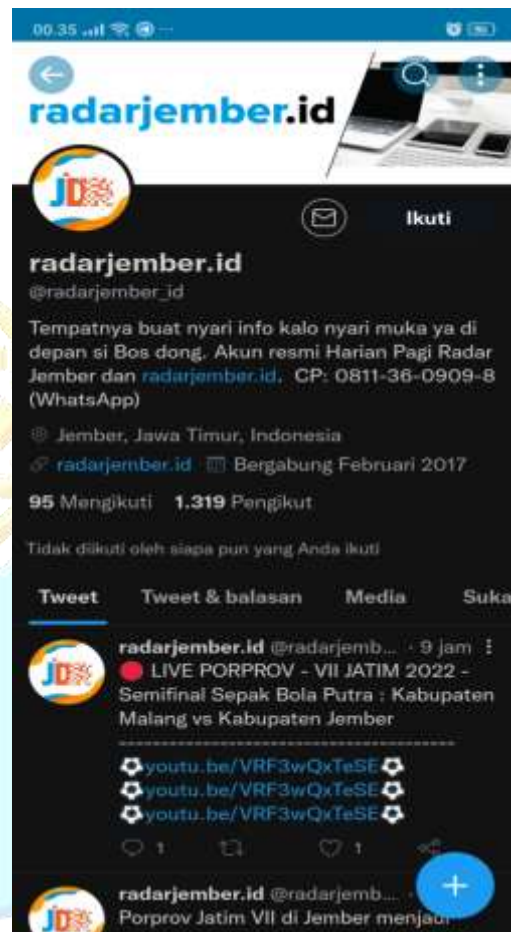 00.35
radarjember.id
JD
Ikuti
radarjember.id
@radarjember_id
Tempatnya buat nyari info kalo nyari muka ya di
depan si Bos dong. Akun resmi Harian Pagi Radar
Jember dan radarjember.id. CP: 0811-36-0909-8
(WhatsApp)
Jember, Jawa Timur, Indonesia
radarjember.id Bergabung Februari 2017
95 Mengikuti 1.319 Pengikut
Tidak diikuti oleh siapa pun yang Anda ikuti
Tweet Tweet & balasan Media Suka
radarjember.id @radarjemb... · 9 jam
JD
🔴 LIVE PORPROV - VII JATIM 2022 -
Semifinal Sepak Bola Putra : Kabupaten
Malang vs Kabupaten Jember
----------------------------------------
⚽youtu.be/VRF3wQxTeSE⚽
⚽youtu.be/VRF3wQxTeSE⚽
⚽youtu.be/VRF3wQxTeSE⚽
1 1
radarjember.id @radarjemb... ·
JD
Porprov Jatim VII di Jember menjadi